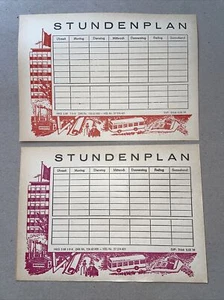 STUNDENPLAN
Uhrzeit Montag Dienstag Mittwoch Donnerstag Freitag Sonnabend
STUNDENPLAN
Uhrzeit Montag Dienstag Mittwoch Donnerstag Freitag Sonnabend